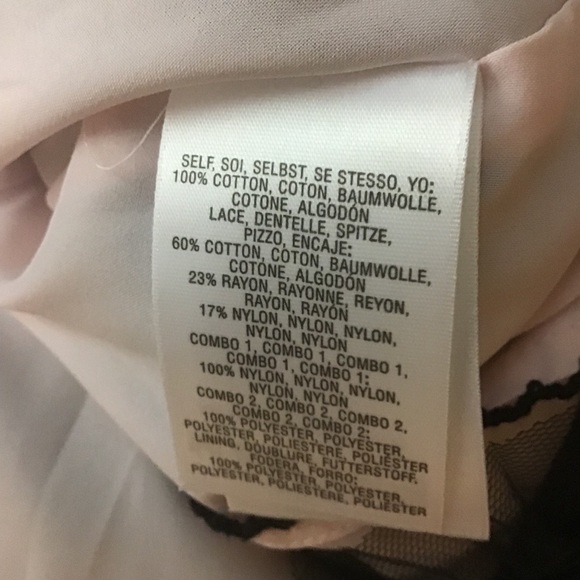 SELF, SOI, SELBST, SE STESSO, YO:
100% COTTON, COTON, BAUMWOLLE,
COTONE, ALGODÓN
LACE, DENTELLE, SPITZE,
PIZZO, ENCAJE:
60% COTTON, COTON, BAUMWOLLE,
COTONE, ALGODÓN
23% RAYON, RAYONNE, REYON,
RAYON, RAYÓN
17% NYLON, NYLON, NYLON,
NYLON, NYLON
COMBO 1, COMBO 1, COMBO 1,
COMBO 1, COMBO 1:
100% NYLON, NYLON, NYLON,
NYLON, NYLON
COMBO 2, COMBO 2, COMBO 2,
COMBO 2, COMBO 2:
100% POLYESTER, POLYESTER,
POLYESTER, POLIESTERE, POLIÉSTER
LINING, DOUBLURE, FUTTERSTOFF,
FODERA, FORRO:
100% POLYESTER, POLYESTER,
POLYESTER, POLIESTERE, POLIÉSTER